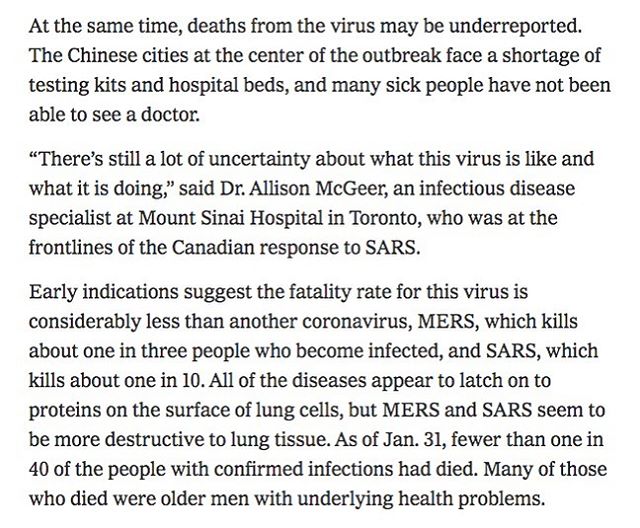 At the same time, deaths from the virus may be underreported.
The Chinese cities at the center of the outbreak face a shortage of
testing kits and hospital beds, and many sick people have not been
able to see a doctor.
“There’s still a lot of uncertainty about what this virus is like and
what it is doing,” said Dr. Allison McGeer, an infectious disease
specialist at Mount Sinai Hospital in Toronto, who was at the
frontlines of the Canadian response to SARS.
Early indications suggest the fatality rate for this virus is
considerably less than another coronavirus, MERS, which kills
about one in three people who become infected, and SARS, which
kills about one in 10. All of the diseases appear to latch on to
proteins on the surface of lung cells, but MERS and SARS seem to
be more destructive to lung tissue. As of Jan. 31, fewer than one in
40 of the people with confirmed infections had died. Many of those
who died were older men with underlying health problems.